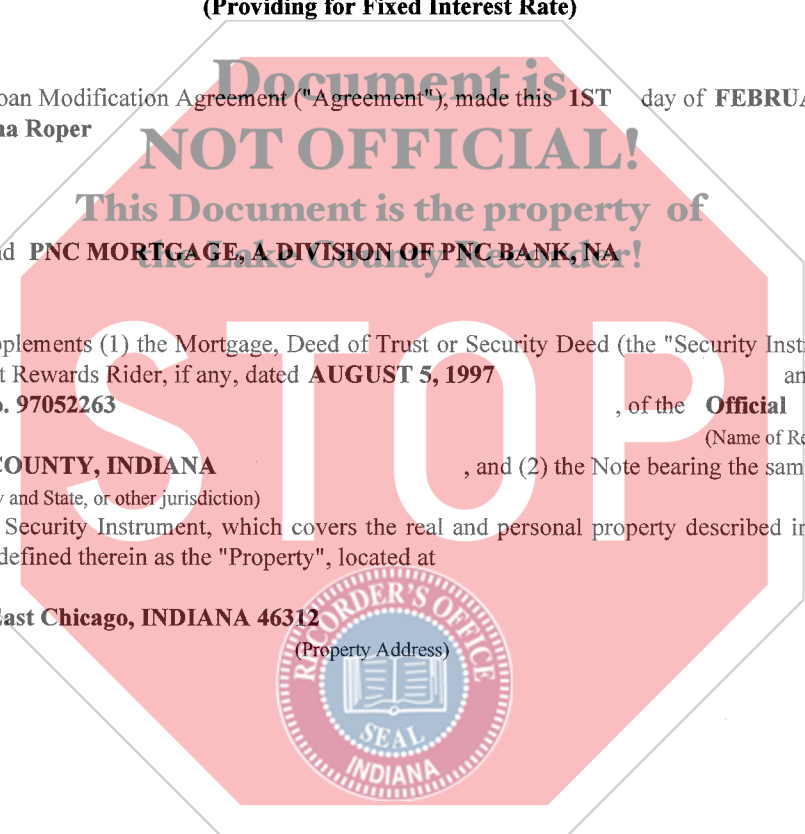 (Providing for Fixed Interest Rate)
Document is
oan Modification Agreement ("Agreement"), made this 1ST day of FEBRUA
na Roper
NOT OFFICIAL!
This Document is the property of
the Lake County Recorder!
nd PNC MORTGAGE, A DIVISION OF PNC BANK, NA
STOP
pplements (1) the Mortgage, Deed of Trust or Security Deed (the "Security Inst
t Rewards Rider, if any, dated AUGUST 5, 1997 an
o. 97052263 , of the Official
(Name of Re
COUNTY, INDIANA , and (2) the Note bearing the sam
y and State, or other jurisdiction)
Security Instrument, which covers the real and personal property described in
defined therein as the "Property", located at
East Chicago, INDIANA 46312
(Property Address)
RECORDER'S OFFICE
SEAL
INDIANA